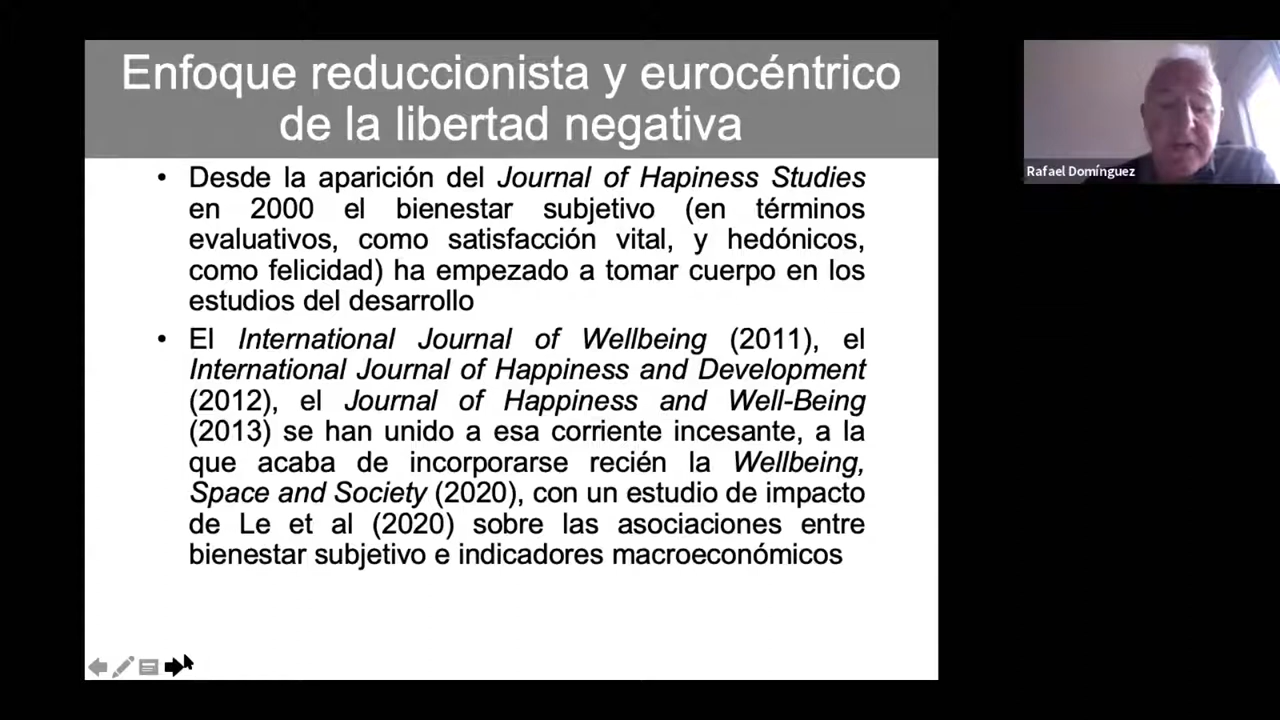 Enfoque reduccionista y eurocéntrico
de la libertad negativa
• Desde la aparición del Journal of Hapiness Studies
en 2000 el bienestar subjetivo (en términos
evaluativos, como satisfacción vital, y hedónicos,
como felicidad) ha empezado a tomar cuerpo en los
estudios del desarrollo
• El International Journal of Wellbeing (2011), el
International Journal of Happiness and Development
(2012), el Journal of Happiness and Well-Being
(2013) se han unido a esa corriente incesante, a la
que acaba de incorporarse recién la Wellbeing,
Space and Society (2020), con un estudio de impacto
de Le et al (2020) sobre las asociaciones entre
bienestar subjetivo e indicadores macroeconómicos
Rafael Domínguez